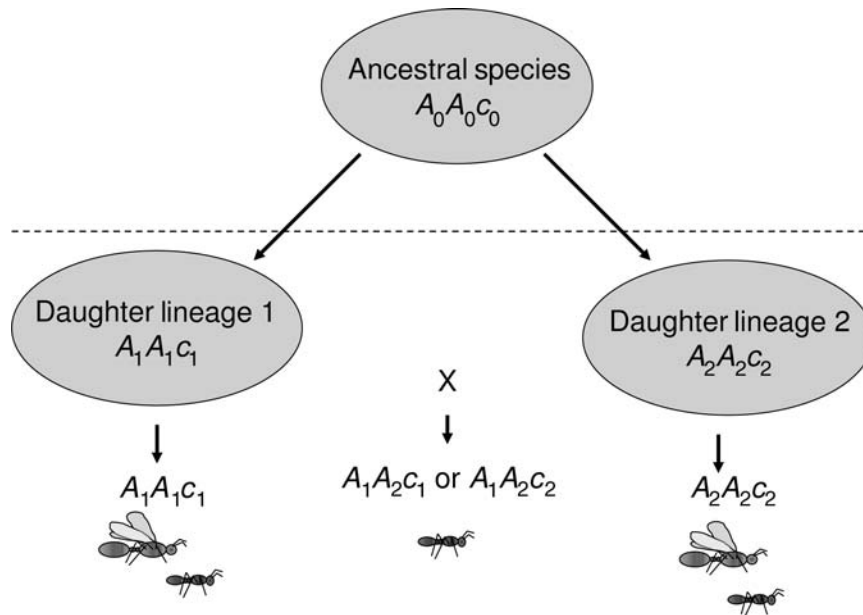 Ancestral species
A₀A₀c₀
Daughter lineage 1
A₁A₁c₁
Daughter lineage 2
A₂A₂c₂
X
A₁A₁c₁
A₁A₂c₁ or A₁A₂c₂
A₂A₂c₂